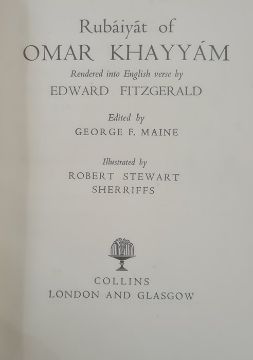 Rubáiyát of
OMAR KHAYYÁM
Rendered into English verse by
EDWARD FITZGERALD
Edited by
GEORGE F. MAINE
Illustrated by
ROBERT STEWART
SHERRIFFS
COLLINS
LONDON AND GLASGOW